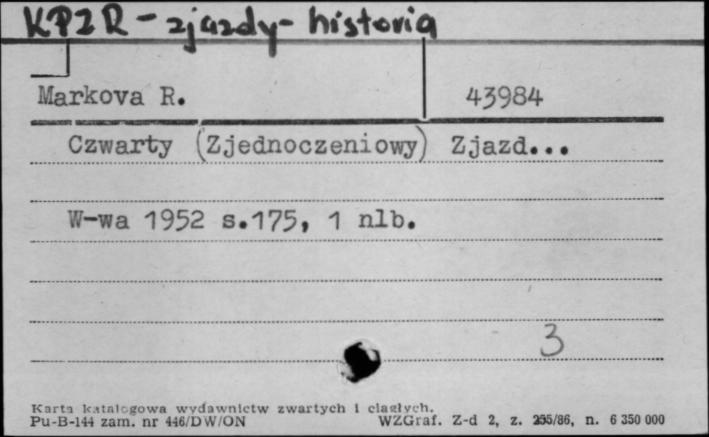 KPZR - zjazdy - historia
Markova R. 43984
Czwarty (Zjednoczeniowy) Zjazd...
W-wa 1952 s.175, 1 nlb.
3
Karta katalogowa wydawnictw zwartych i ciągłych.
Pu-B-144 zam. nr 446/DW/ON WZGraf. Z-d 2, z. 255/86, n. 6 350 000